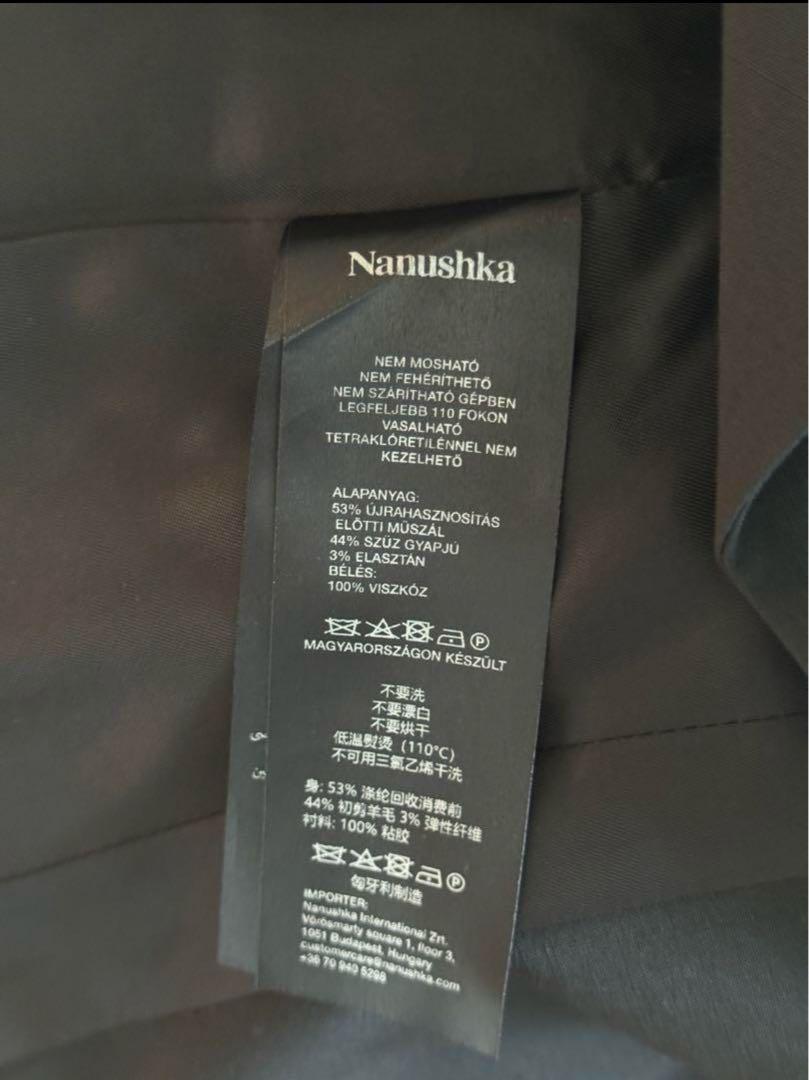 Nanushka
NEM MOSHATÓ
NEM FEHÉRÍTHETŐ
NEM SZÁRÍTHATÓ GÉPBEN
LEGFELJEBB 110 FOKON
VASALHATÓ
TETRAKLÓRETILÉNNEL NEM
KEZELHETŐ
ALAPANYAG:
53% ÚJRAHASZNOSÍTÁS
ELŐTTI MŰSZÁL
44% SZŰZ GYAPJÚ
3% ELASZTÁN
BÉLÉS:
100% VISZKÓZ
P
MAGYARORSZÁGON KÉSZÜLT
不要洗
不要漂白
不要烘干
低温熨烫 (110°C)
不可用三氯乙烯干洗
身: 53% 涤纶回收消费前
44% 初剪羊毛 3% 弹性纤维
衬料: 100% 粘胶
P
匈牙利制造
IMPORTER:
Nanushka International Zrt.
Vörösmarty square 1, floor 3,
1051 Budapest, Hungary
customercare@nanushka.com
+36 70 940 5298